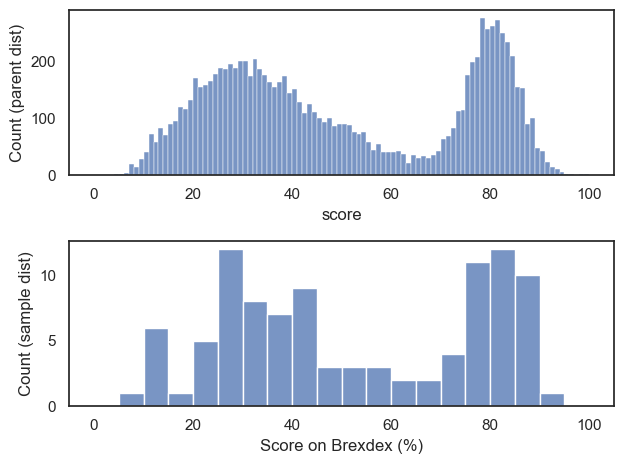 Count (parent dist)
200
100
0
0 20 40 60 80 100
score
Count (sample dist)
10
5
0
0 20 40 60 80 100
Score on Brexdex (%)